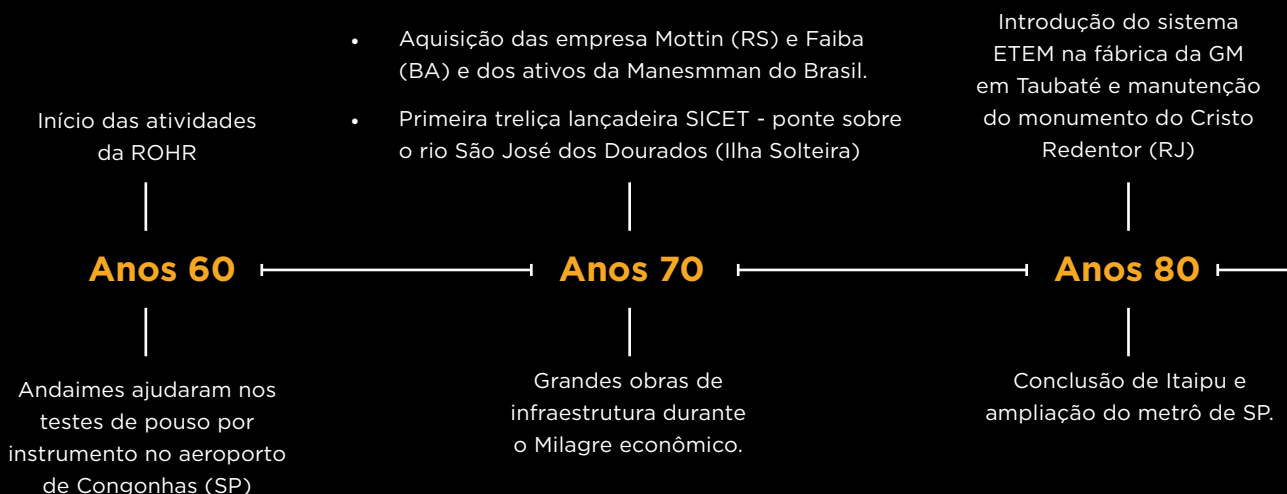 Início das atividades
da ROHR
Anos 60
Andaimes ajudaram nos
testes de pouso por
instrumento no aeroporto
de Congonhas (SP)
• Aquisição das empresa Mottin (RS) e Faiba
(BA) e dos ativos da Manesmman do Brasil.
• Primeira treliça lançadeira SICET - ponte sobre
o rio São José dos Dourados (Ilha Solteira)
Anos 70
Grandes obras de
infraestrutura durante
o Milagre econômico.
Introdução do sistema
ETEM na fábrica da GM
em Taubaté e manutenção
do monumento do Cristo
Redentor (RJ)
Anos 80
Conclusão de Itaipu e
ampliação do metrô de SP.